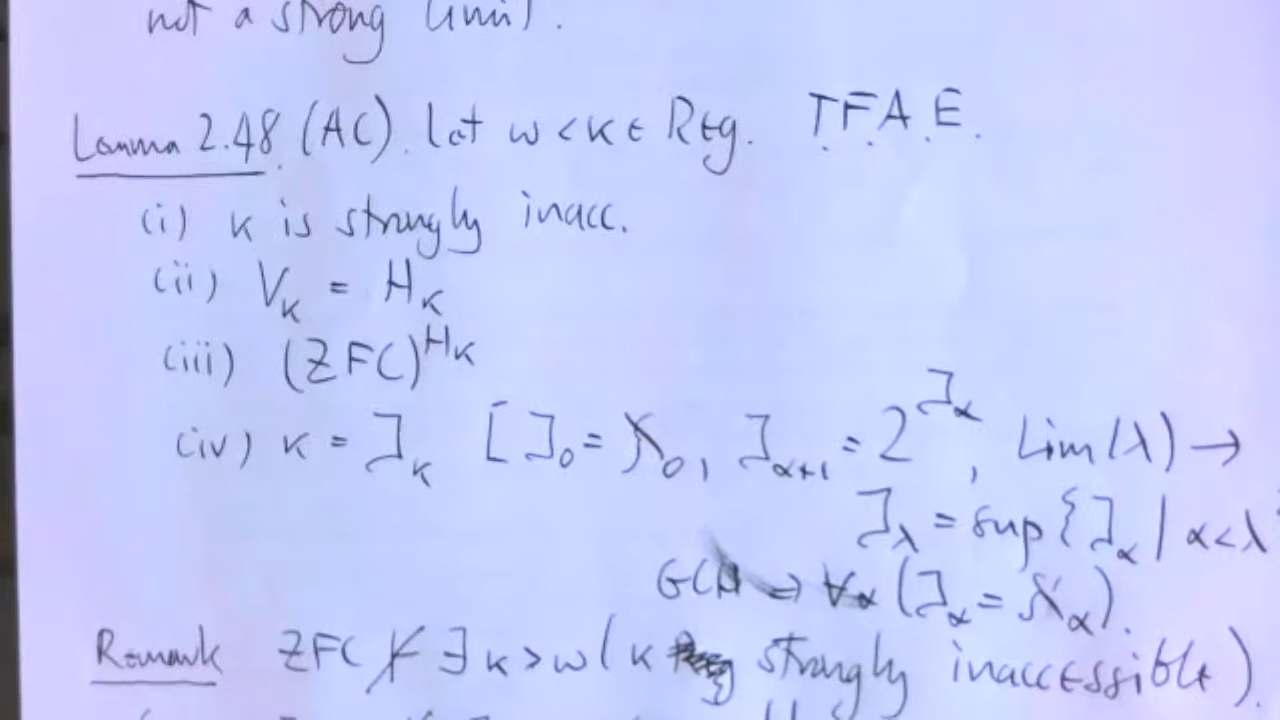 not a strong limit.
Lemma 2.48 (AC). Let ω < κ ∈ Reg. T.F.A.E.
(i) κ is strongly inacc.
(ii) V_κ = H_κ
(iii) (ZFC)^{H_κ}
(iv) κ = ℶ_κ [ ℶ_0 = ℵ_0, ℶ_{α+1} = 2^{ℶ_α}, Lim(λ) →
ℶ_λ = sup{ℶ_α | α<λ
GCH ⇒ ∀α (ℶ_α = ℵ_α).
Remark ZFC ⊬ ∃κ>ω (κ strongly inaccessible).